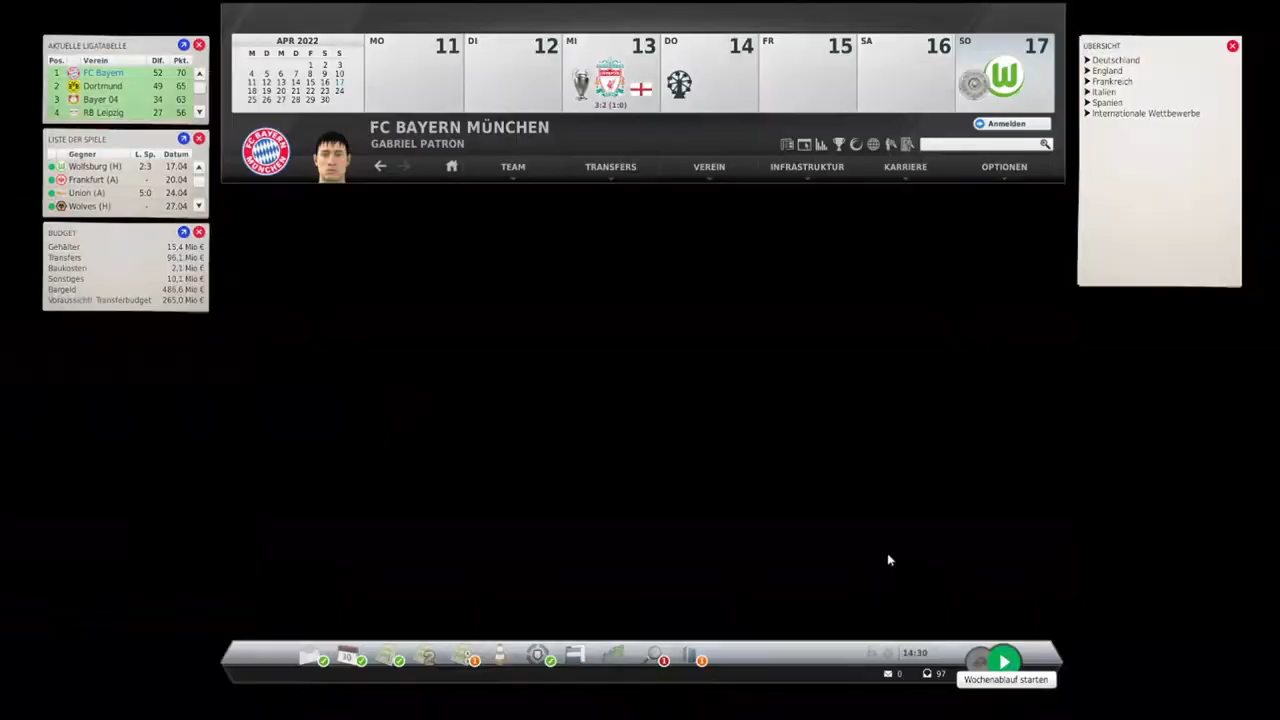 AKTUELLE LIGATABELLE
Pos. Verein Dif. Pkt.
1 FC Bayern 52 70
2 Dortmund 49 65
3 Bayer 04 34 63
4 RB Leipzig 27 56
LISTE DER SPIELE
Gegner L. Sp. Datum
Wolfsburg (H) 2:3 17.04
Frankfurt (A) - 20.04
Union (A) 5:0 24.04
Wolves (H) - 27.04
BUDGET
Gehälter 15,4 Mio €
Transfers 96,1 Mio €
Baukosten 2,1 Mio €
Sonstiges 10,1 Mio €
Bargeld 486,6 Mio €
Voraussichtl. Transferbudget 265,0 Mio €
APR 2022
M D M D F S S
1 2 3
4 5 6 7 8 9 10
11 12 13 14 15 16 17
18 19 20 21 22 23 24
25 26 27 28 29 30
MO 11 DI 12 MI 13 DO 14 FR 15 SA 16 SO 17
3:2 (1:0)
FC BAYERN MÜNCHEN
GABRIEL PATRON
Anmelden
TEAM TRANSFERS VEREIN INFRASTRUKTUR KARRIERE OPTIONEN
ÜBERSICHT
Deutschland
England
Frankreich
Italien
Spanien
Internationale Wettbewerbe
14:30
0 97
Wochenablauf starten